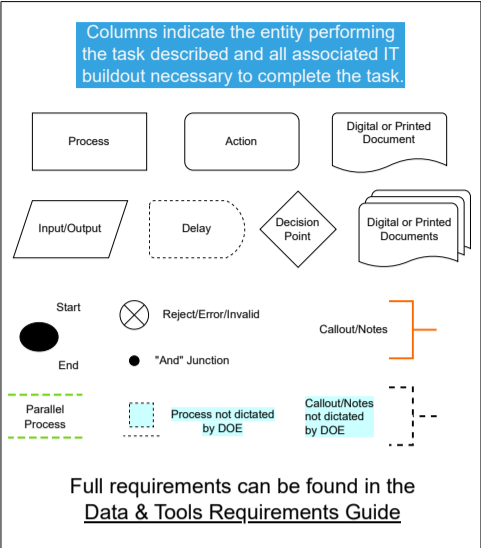 Columns indicate the entity performing
the task described and all associated IT
buildout necessary to complete the task.
Process
Action
Digital or Printed
Document
Input/Output
Delay
Decision
Point
Digital or Printed
Documents
Start
Reject/Error/Invalid
Callout/Notes
End
"And" Junction
Parallel
Process
Process not dictated
by DOE
Callout/Notes
not dictated
by DOE
Full requirements can be found in the
Data & Tools Requirements Guide